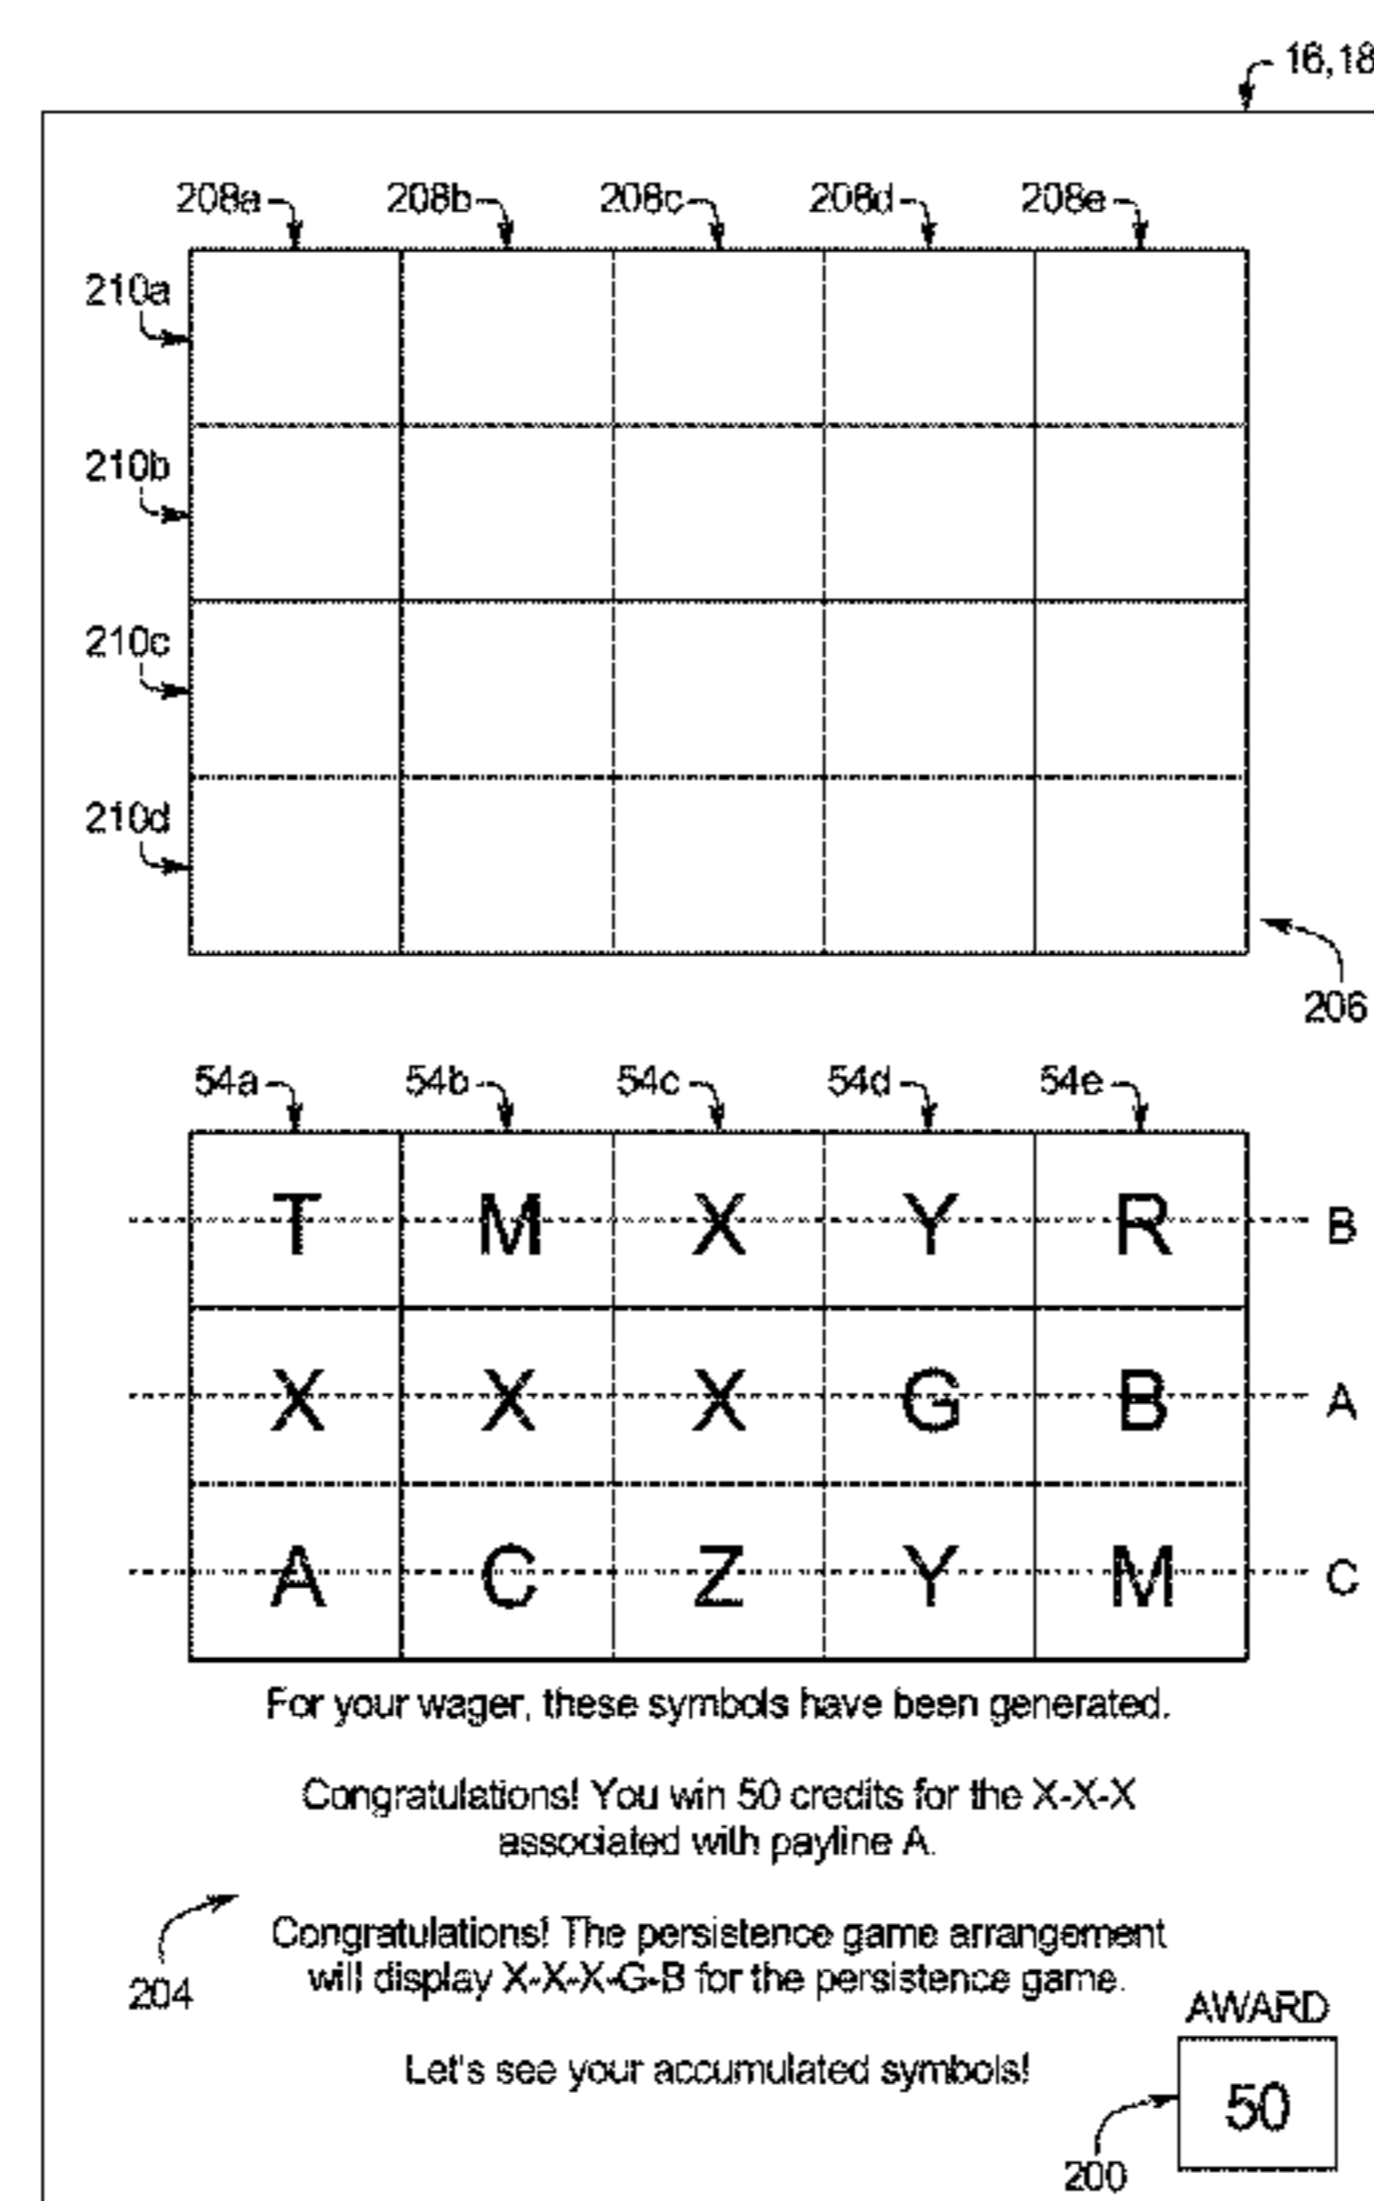 16,18
208a 208b 208c 208d 208e
210a
210b
210c
210d
206
54a 54b 54c 54d 54e
T M X Y R B
X X X G B A
A C Z Y M C
For your wager, these symbols have been generated.
Congratulations! You win 50 credits for the X-X-X
associated with payline A.
Congratulations! The persistence game arrangement
will display X-X-X-G-B for the persistence game.
204
Let's see your accumulated symbols!
AWARD
50
200